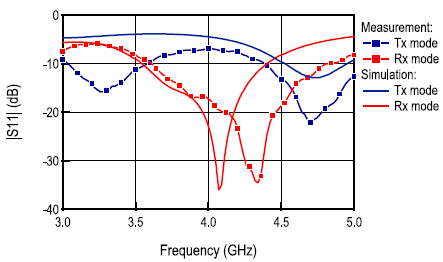 0
-10
-20
-30
-40
|S11| (dB)
3.0 3.5 4.0 4.5 5.0
Frequency (GHz)
Measurement:
Tx mode
Rx mode
Simulation:
Tx mode
Rx mode